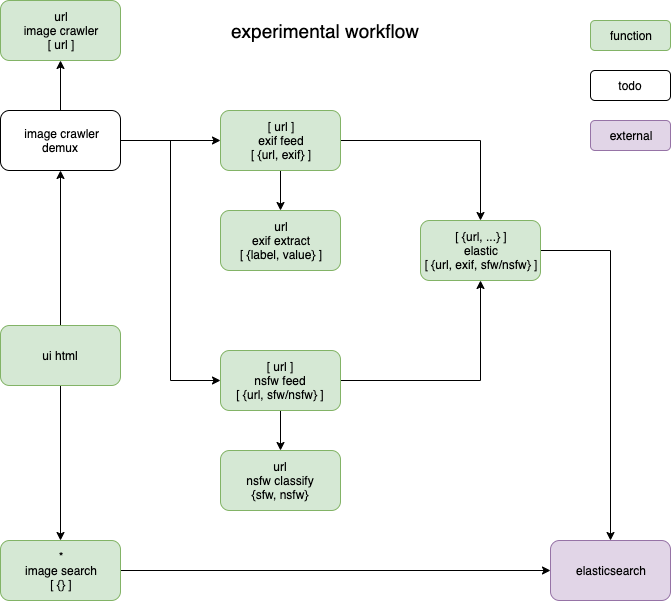 experimental workflow
url
image crawler
[ url ]
function
todo
external
image crawler
demux
[ url ]
exif feed
[ {url, exif} ]
url
exif extract
[ {label, value} ]
[ {url, ...} ]
elastic
[ {url, exif, sfw/nsfw} ]
ui html
[ url ]
nsfw feed
[ {url, sfw/nsfw} ]
url
nsfw classify
{sfw, nsfw}
*
image search
[ {} ]
elasticsearch